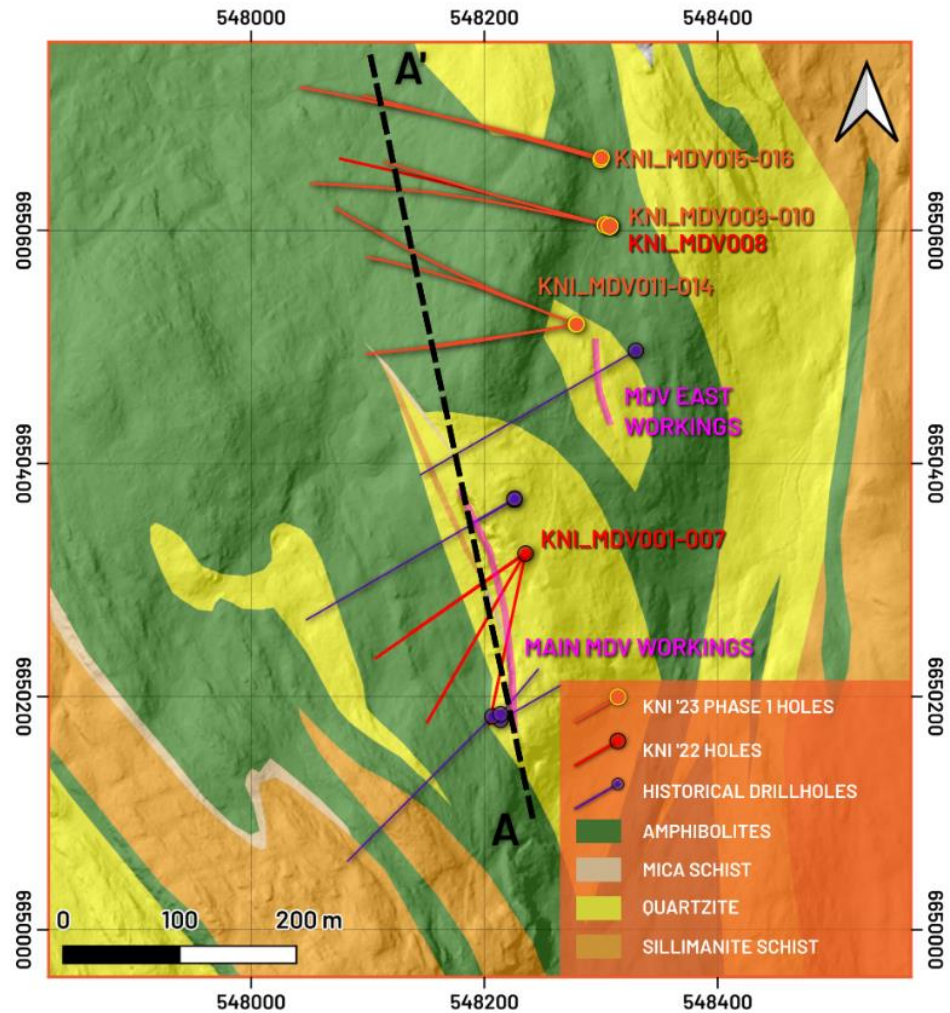 548000
548200
548400
A'
KNI_MDV015-016
KNI_MDV009-010
KNI_MDV008
6650600
6650600
KNI_MDV011-014
MDV EAST
WORKINGS
6650400
6650400
KNI_MDV001-007
MAIN MDV WORKINGS
6650200
6650200
KNI '23 PHASE 1 HOLES
KNI '22 HOLES
HISTORICAL DRILLHOLES
A
AMPHIBOLITES
MICA SCHIST
QUARTZITE
SILLIMANITE SCHIST
0
100
200 m
6650000
6650000
548000
548200
548400